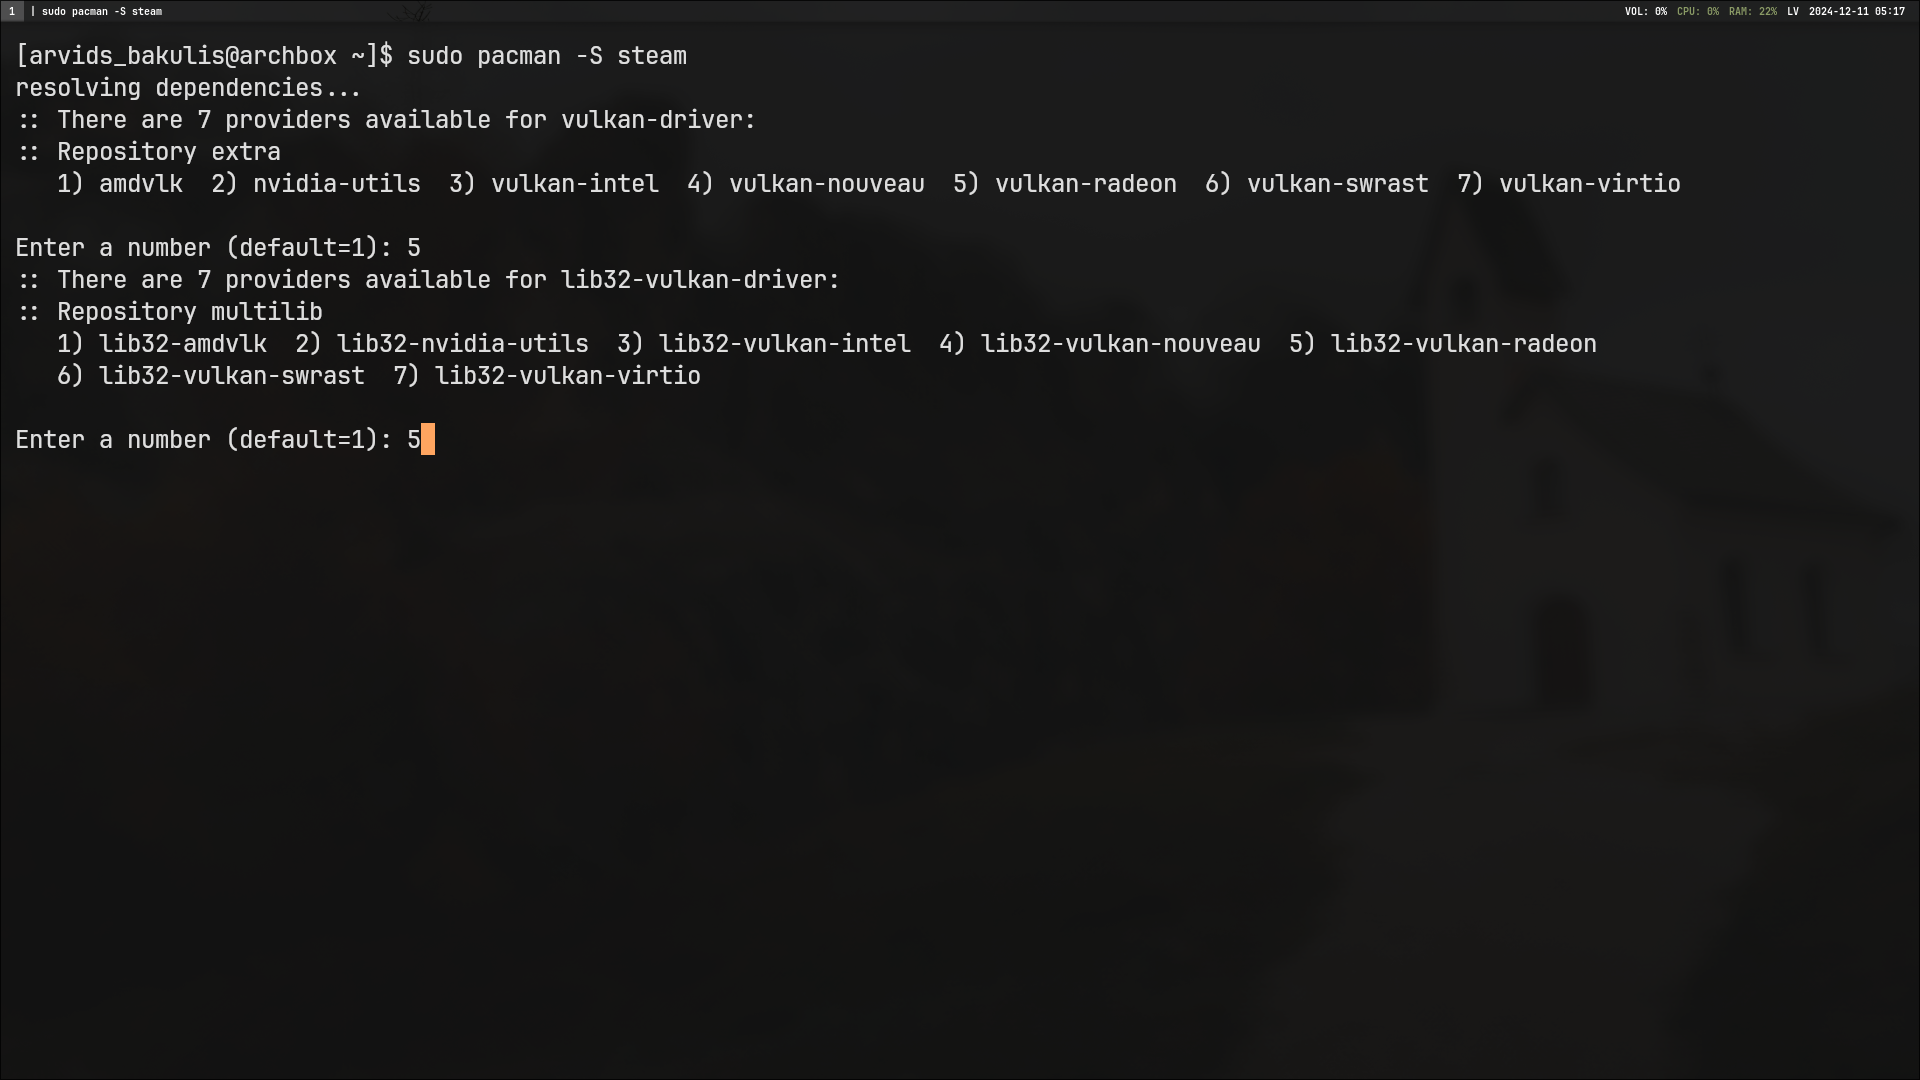 1 | sudo pacman -S steam VOL: 0% CPU: 0% RAM: 22% LV 2024-12-11 05:17
[arvids_bakulis@archbox ~]$ sudo pacman -S steam
resolving dependencies...
:: There are 7 providers available for vulkan-driver:
:: Repository extra
   1) amdvlk  2) nvidia-utils  3) vulkan-intel  4) vulkan-nouveau  5) vulkan-radeon  6) vulkan-swrast  7) vulkan-virtio
Enter a number (default=1): 5
:: There are 7 providers available for lib32-vulkan-driver:
:: Repository multilib
   1) lib32-amdvlk  2) lib32-nvidia-utils  3) lib32-vulkan-intel  4) lib32-vulkan-nouveau  5) lib32-vulkan-radeon
   6) lib32-vulkan-swrast  7) lib32-vulkan-virtio
Enter a number (default=1): 5